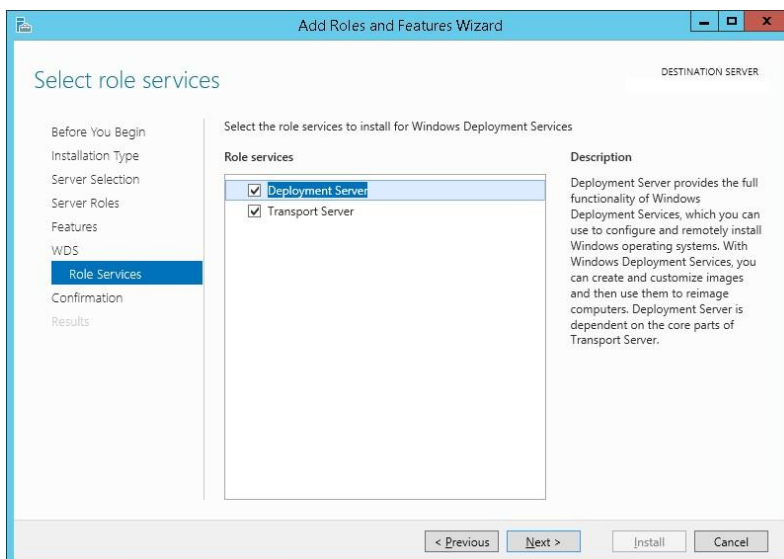 Add Roles and Features Wizard
Select role services
DESTINATION SERVER
Before You Begin
Installation Type
Server Selection
Server Roles
Features
WDS
Role Services
Confirmation
Results
Select the role services to install for Windows Deployment Services
Role services
Deployment Server
Transport Server
Description
Deployment Server provides the full
functionality of Windows
Deployment Services, which you can
use to configure and remotely install
Windows operating systems. With
Windows Deployment Services, you
can create and customize images
and then use them to reimage
computers. Deployment Server is
dependent on the core parts of
Transport Server.
< Previous
Next >
Install
Cancel